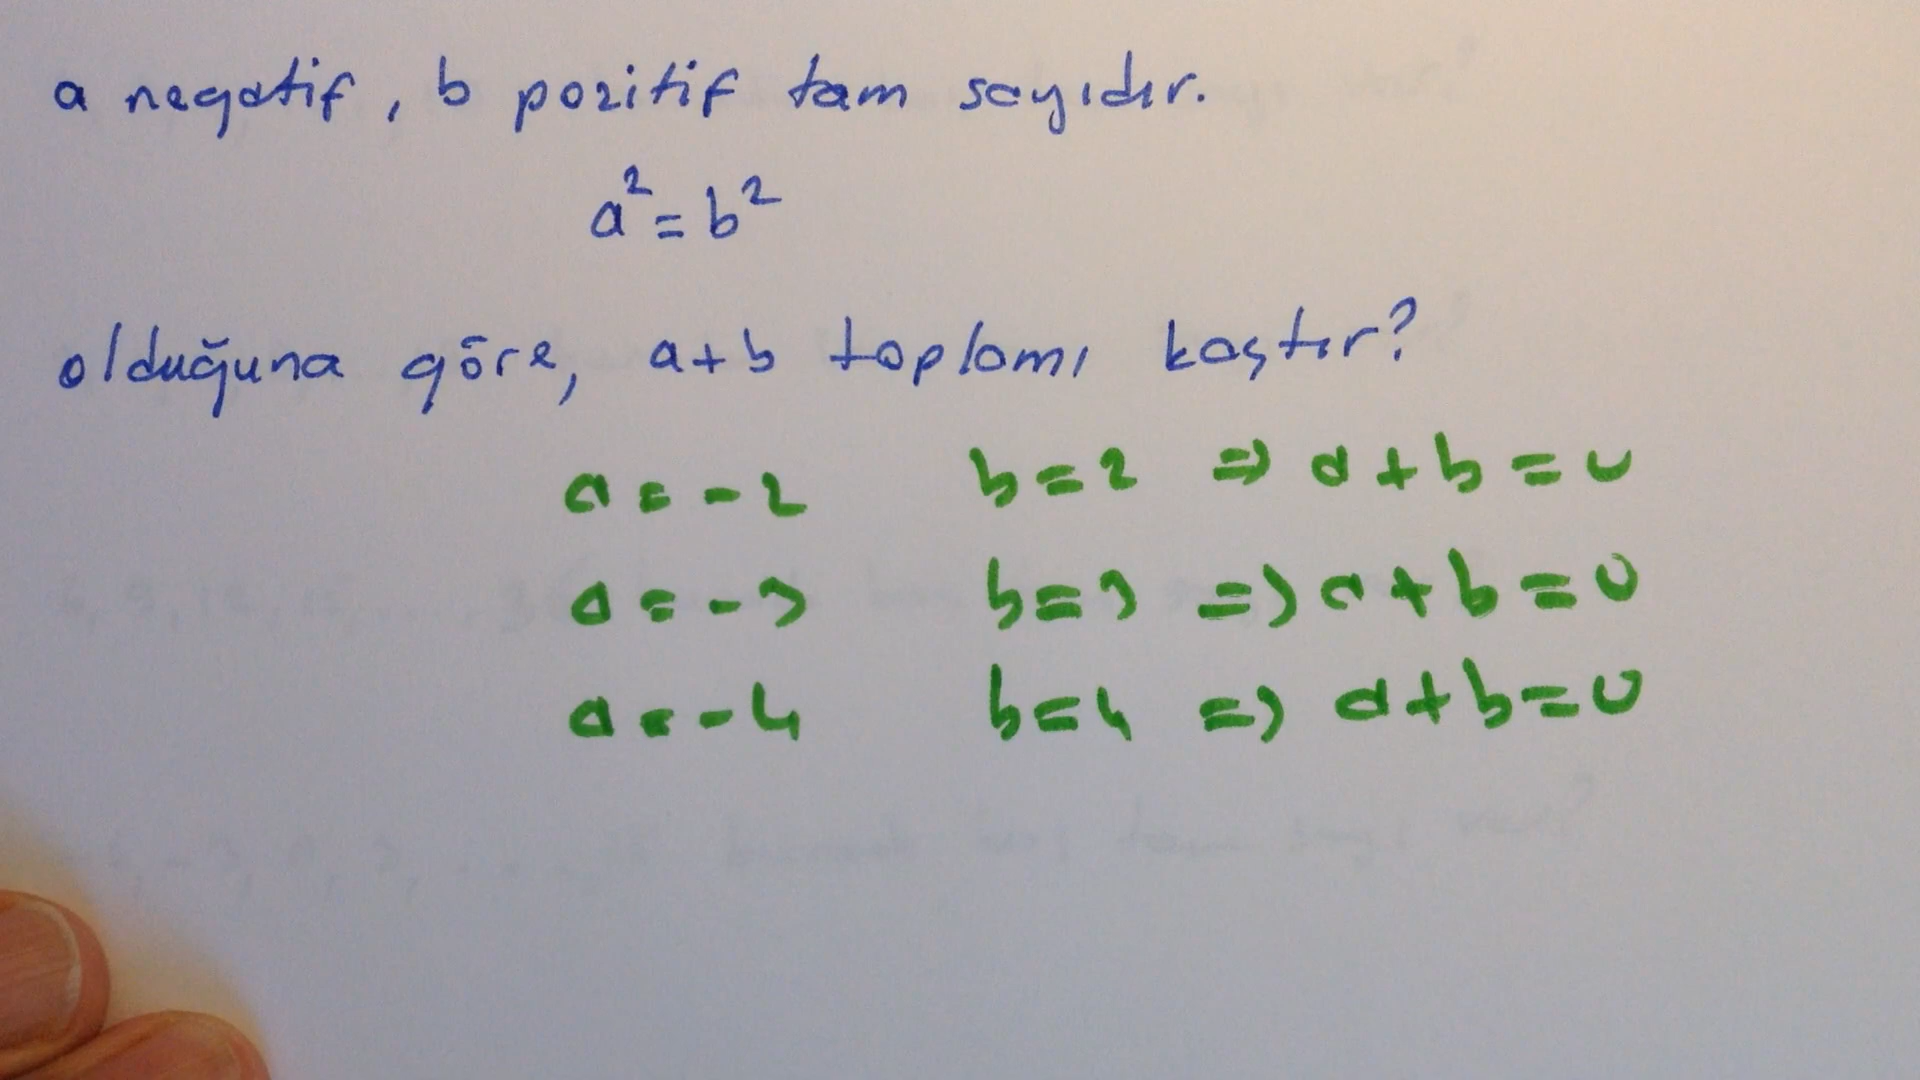 a negatif, b pozitif tam sayıdır.
a² = b²
olduğuna göre, a+b toplamı kaçtır?
a = -2 b = 2 ⇒ a + b = 0
a = -3 b = 3 ⇒ a + b = 0
a = -4 b = 4 ⇒ a + b = 0